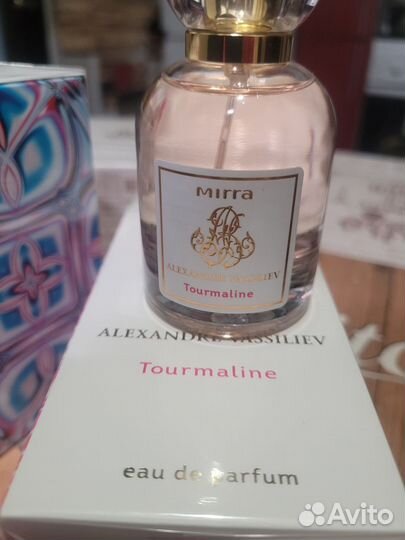 Mirra
ALEXANDRE VASSILIEV
Tourmaline
ALEXANDRE VASSILIEV
Tourmaline
eau de parfum
Avito